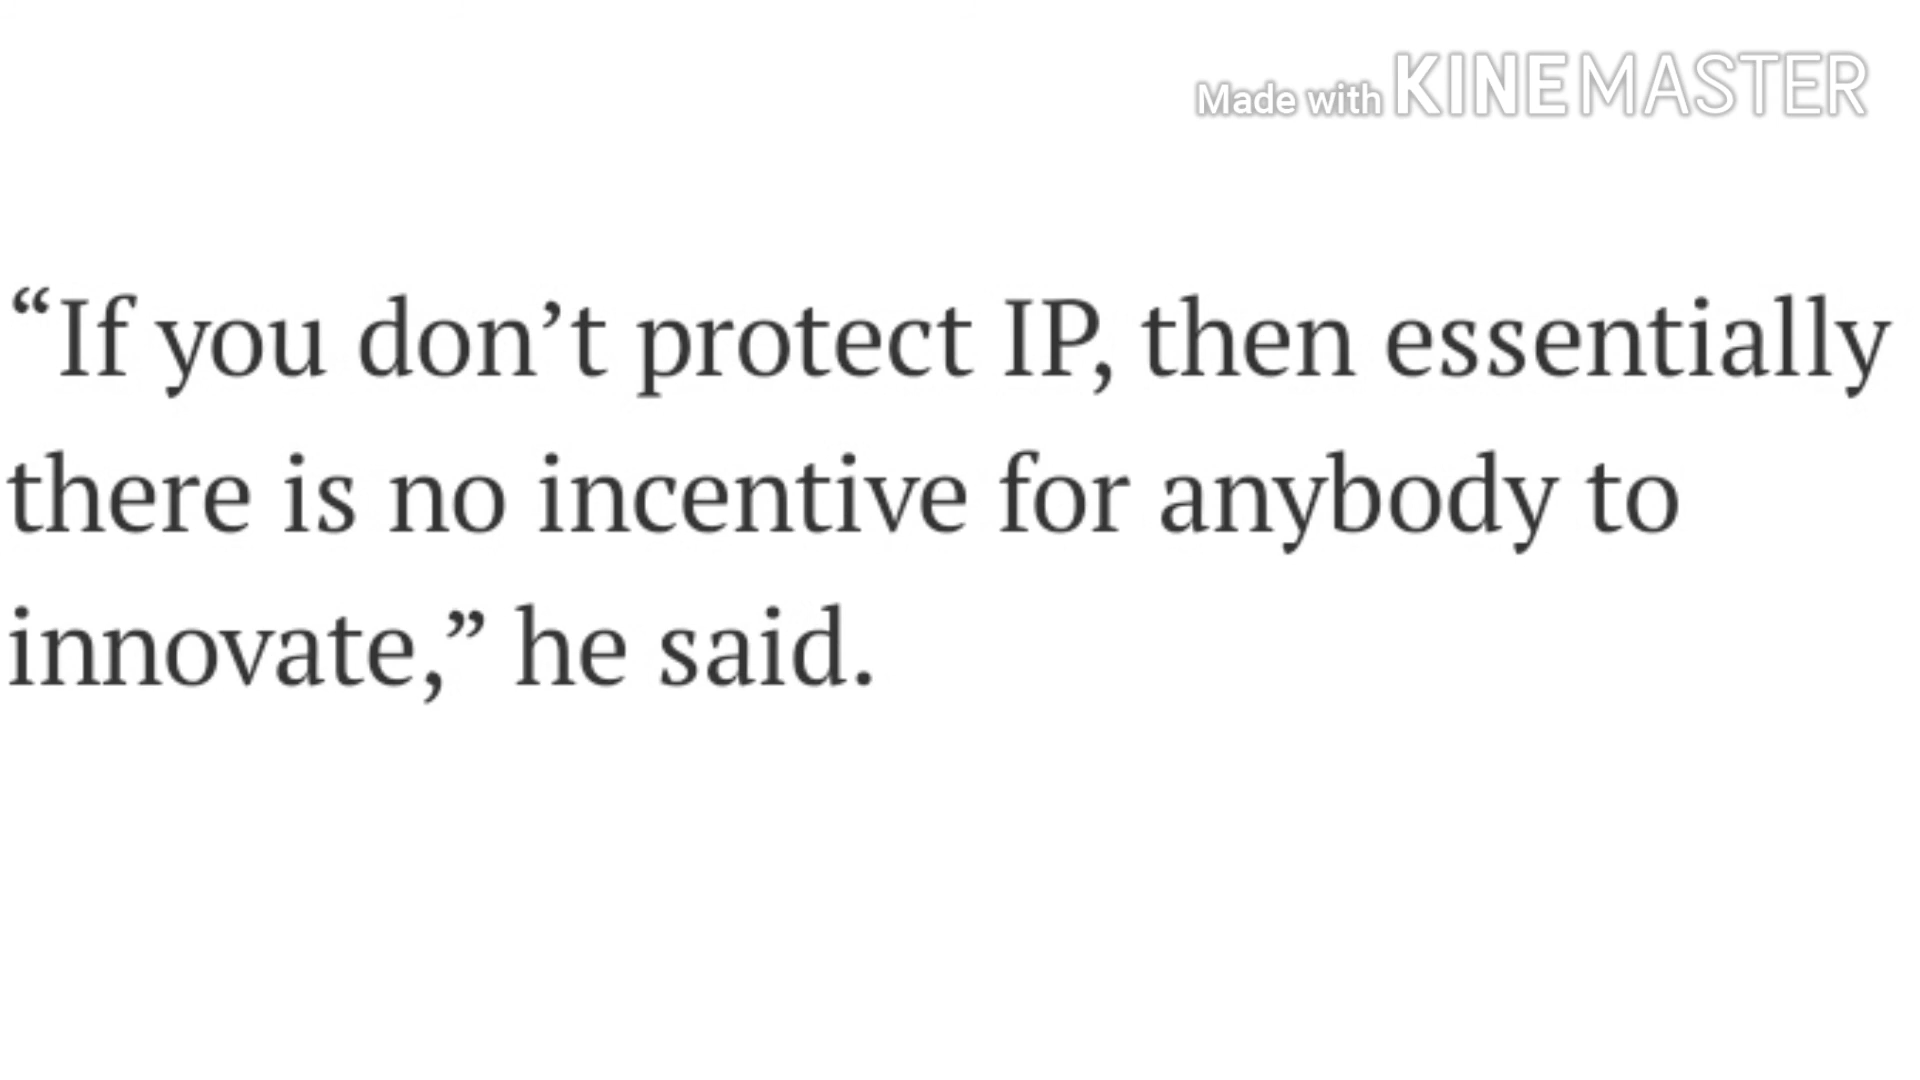 Made with KINEMASTER
“If you don’t protect IP, then essentially
there is no incentive for anybody to
innovate,” he said.